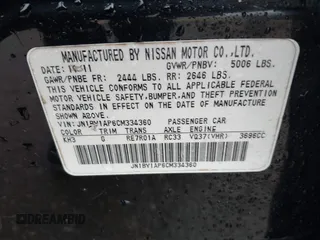 MANUFACTURED BY NISSAN MOTOR CO.,LTD.
10/11 GVWR/PNBV: 5006 LBS.
GAWR/PNBE FR: 2444 LBS. RR: 2646 LBS.
THIS VEHICLE CONFORMS TO ALL APPLICABLE
FEDERAL MOTOR VEHICLE SAFETY, BUMPER,
AND THEFT PREVENTION STANDARDS
IN EFFECT ON THE DATE OF MANUFACTURE
SHOWN ABOVE.
VIN:JN1BV1AP6CM334360 PASSENGER CAR
COLOR TRIM TRANS AXLE ENGINE
KH3 G RE7R01A RC33 VQ37(VHR) 3696CC
JN1BV1AP6CM334360
DREAMBID